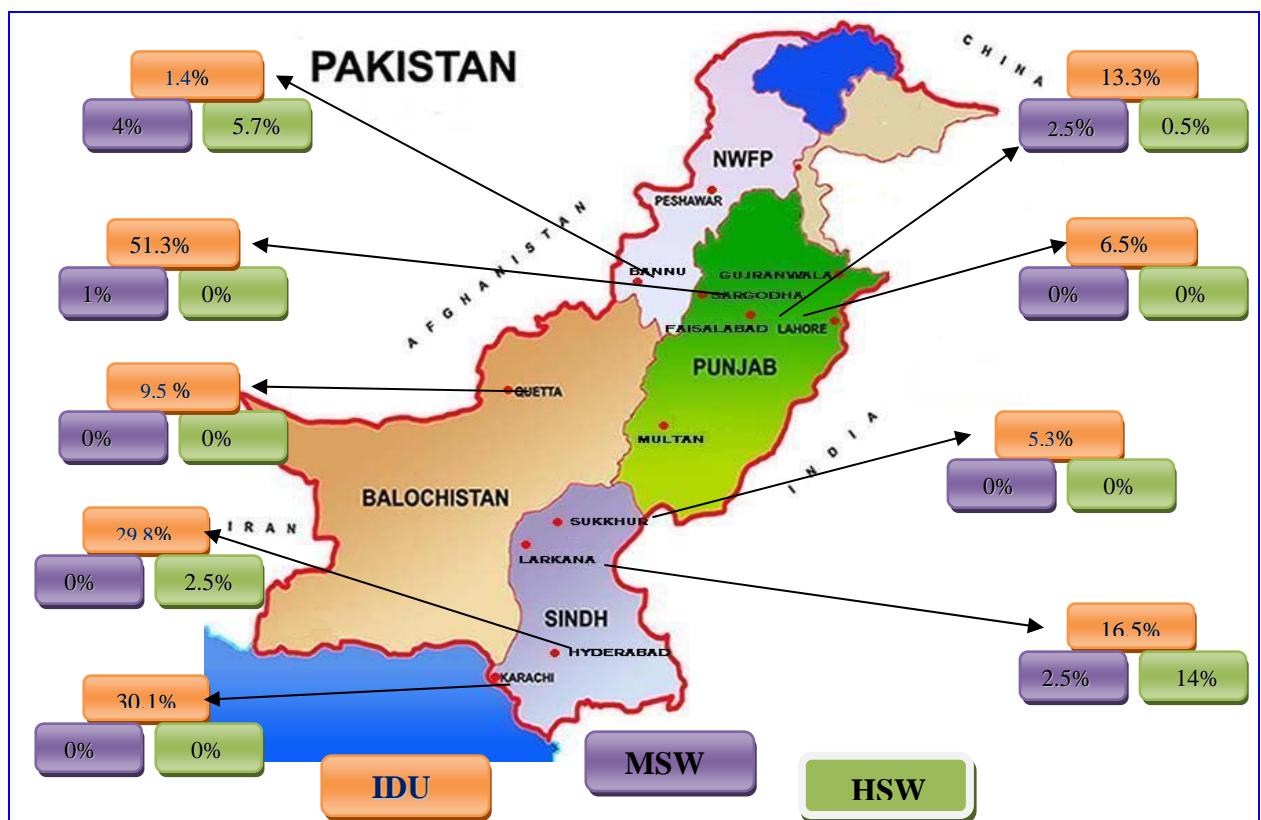 PAKISTAN
CHINA
1.4%
4% 5.7%
13.3%
2.5% 0.5%
NWFP
PESHAWAR
AFGHANISTAN
51.3%
1% 0%
6.5%
0% 0%
BANNU
GUJRANWALA
SARGODHA
FAISALABAD LAHORE
PUNJAB
9.5 %
0% 0%
QUETTA
MULTAN
INDIA
5.3%
0% 0%
BALOCHISTAN
SUKKHUR
LARKANA
IRAN
29.8%
0% 2.5%
SINDH
HYDERABAD
16.5%
2.5% 14%
KARACHI
30.1%
0% 0%
IDU
MSW
HSW